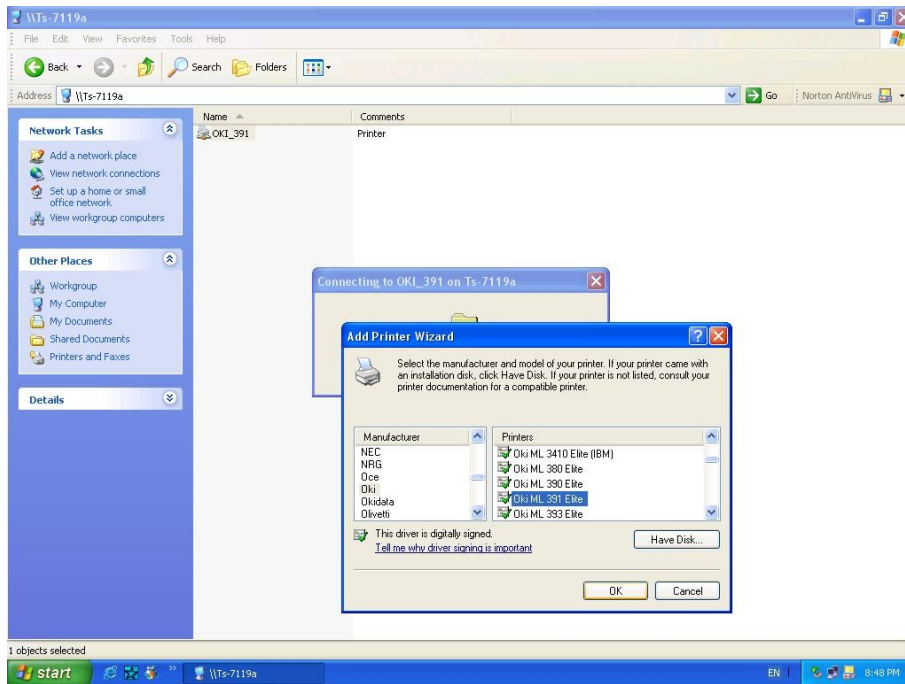 \\Ts-7119a
File Edit View Favorites Tools Help
Back Search Folders
Address \\Ts-7119a Go Norton AntiVirus
Name Comments
OKI_391 Printer
Network Tasks
Add a network place
View network connections
Set up a home or small
office network
View workgroup computers
Other Places
Workgroup
My Computer
My Documents
Shared Documents
Printers and Faxes
Details
Connecting to OKI_391 on Ts-7119a
Add Printer Wizard
Select the manufacturer and model of your printer. If your printer came with
an installation disk, click Have Disk. If your printer is not listed, consult your
printer documentation for a compatible printer.
Manufacturer
NEC
NRG
Oce
Oki
Okidata
Olivetti
Printers
Oki ML 3410 Elite (IBM)
Oki ML 380 Elite
Oki ML 390 Elite
Oki ML 391 Elite
Oki ML 393 Elite
This driver is digitally signed.
Tell me why driver signing is important
Have Disk...
OK Cancel
1 objects selected
start \\Ts-7119a EN 8:48 PM